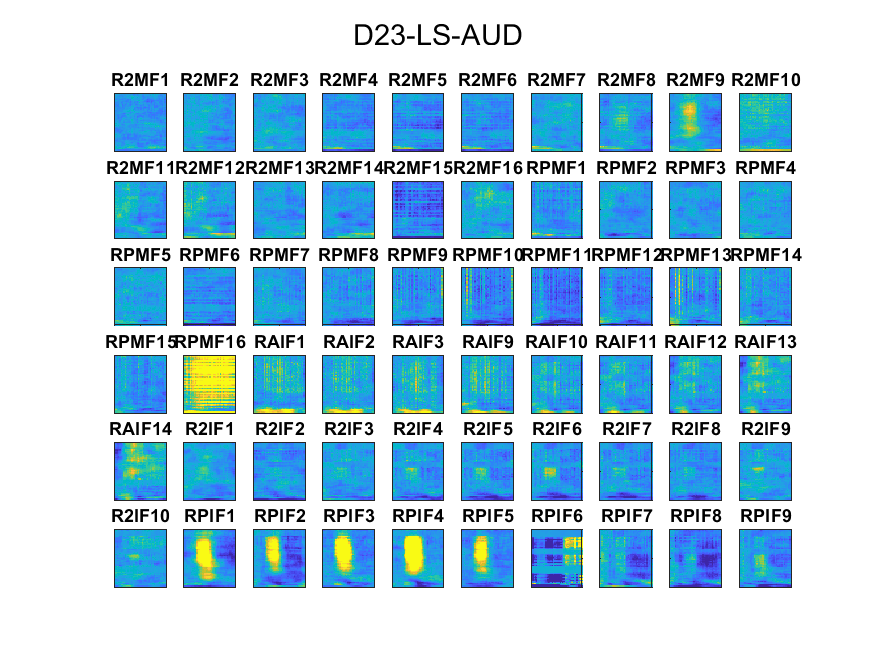 D23-LS-AUD
R2MF1 R2MF2 R2MF3 R2MF4 R2MF5 R2MF6 R2MF7 R2MF8 R2MF9 R2MF10
R2MF11 R2MF12 R2MF13 R2MF14 R2MF15 R2MF16 RPMF1 RPMF2 RPMF3 RPMF4
RPMF5 RPMF6 RPMF7 RPMF8 RPMF9 RPMF10 RPMF11 RPMF12 RPMF13 RPMF14
RPMF15 RPMF16 RAIF1 RAIF2 RAIF3 RAIF9 RAIF10 RAIF11 RAIF12 RAIF13
RAIF14 R2IF1 R2IF2 R2IF3 R2IF4 R2IF5 R2IF6 R2IF7 R2IF8 R2IF9
R2IF10 RPIF1 RPIF2 RPIF3 RPIF4 RPIF5 RPIF6 RPIF7 RPIF8 RPIF9